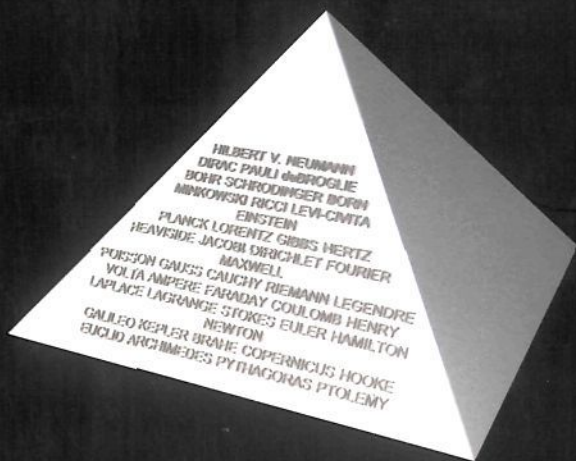 HILBERT V. NEUMANN
DIRAC PAULI deBROGLIE
BOHR SCHRODINGER BORN
MINKOWSKI RICCI LEVI-CIVITA
EINSTEIN
PLANCK LORENTZ GIBBS HERTZ
HEAVISIDE JACOBI DIRICHLET FOURIER
MAXWELL
POISSON GAUSS CAUCHY RIEMANN LEGENDRE
VOLTA AMPERE FARADAY COULOMB HENRY
LAPLACE LAGRANGE STOKES EULER HAMILTON
NEWTON
GALILEO KEPLER BRAHE COPERNICUS HOOKE
EUCLID ARCHIMEDES PYTHAGORAS PTOLEMY